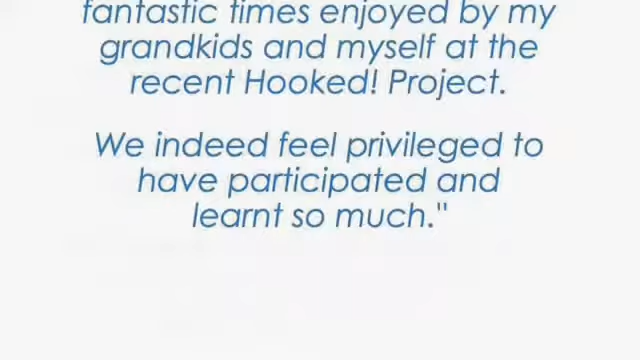 fantastic times enjoyed by my
grandkids and myself at the
recent Hooked! Project.
We indeed feel privileged to
have participated and
learnt so much."